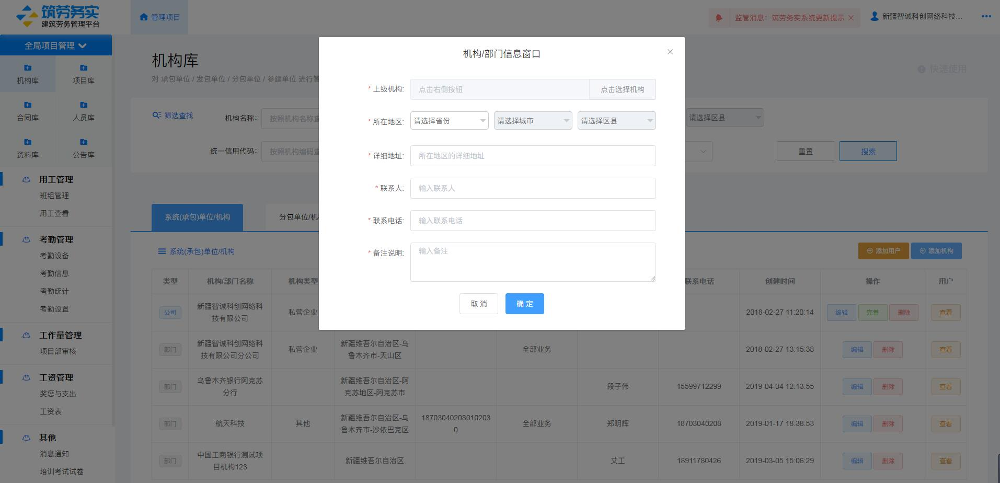 筑劳务实
建筑劳务管理平台
管理项目
监管消息：筑劳务实系统更新提示
新疆智诚科创网络科技...
全局项目管理
机构库
项目库
合同库
人员库
资料库
公告库
用工管理
班组管理
用工查看
考勤管理
考勤设备
考勤信息
考勤统计
考勤设置
工作量管理
项目部审核
工资管理
奖惩与支出
工资表
其他
消息通知
培训考试试卷
机构库
对 承包单位 / 发包单位 / 分包单位 / 参建单位 进行管
快速使用
筛选查找
机构名称:
按照机构名称查
请选择区县
统一信用代码:
按照机构编码查
重置
搜索
系统(承包)单位/机构
分包单位/机
系统(承包)单位/机构
添加用户
添加机构
机构/部门信息窗口
* 上级机构:
点击右侧按钮
点击选择机构
* 所在地区:
请选择省份
请选择城市
请选择区县
* 详细地址:
所在地区的详细地址
* 联系人:
输入联系人
* 联系电话:
输入联系电话
* 备注说明:
输入备注
取 消
确 定
类型 机构/部门名称 机构类型 联系电话 创建时间 操作 用户
公司 新疆智诚科创网络科技有限公司 私营企业 2018-02-27 11:20:14 编辑 完善 删除 查看
部门 新疆智诚科创网络科技有限公司分公司 私营企业 新疆维吾尔自治区-乌鲁木齐市-天山区 全部业务 2018-02-27 13:15:38 编辑 删除 查看
部门 乌鲁木齐银行阿克苏分行 新疆维吾尔自治区-阿克苏地区-阿克苏市 段子伟 15599712299 2019-04-04 12:13:55 编辑 删除 查看
部门 航天科技 其他 新疆维吾尔自治区-乌鲁木齐市-沙依巴克区 187030402080102030 全部业务 郑明辉 18703040208 2019-01-17 18:38:53 编辑 删除 查看
部门 中国工商银行测试项目机构123 新疆维吾尔自治区 艾工 18911780426 2019-03-05 15:06:29 编辑 删除 查看